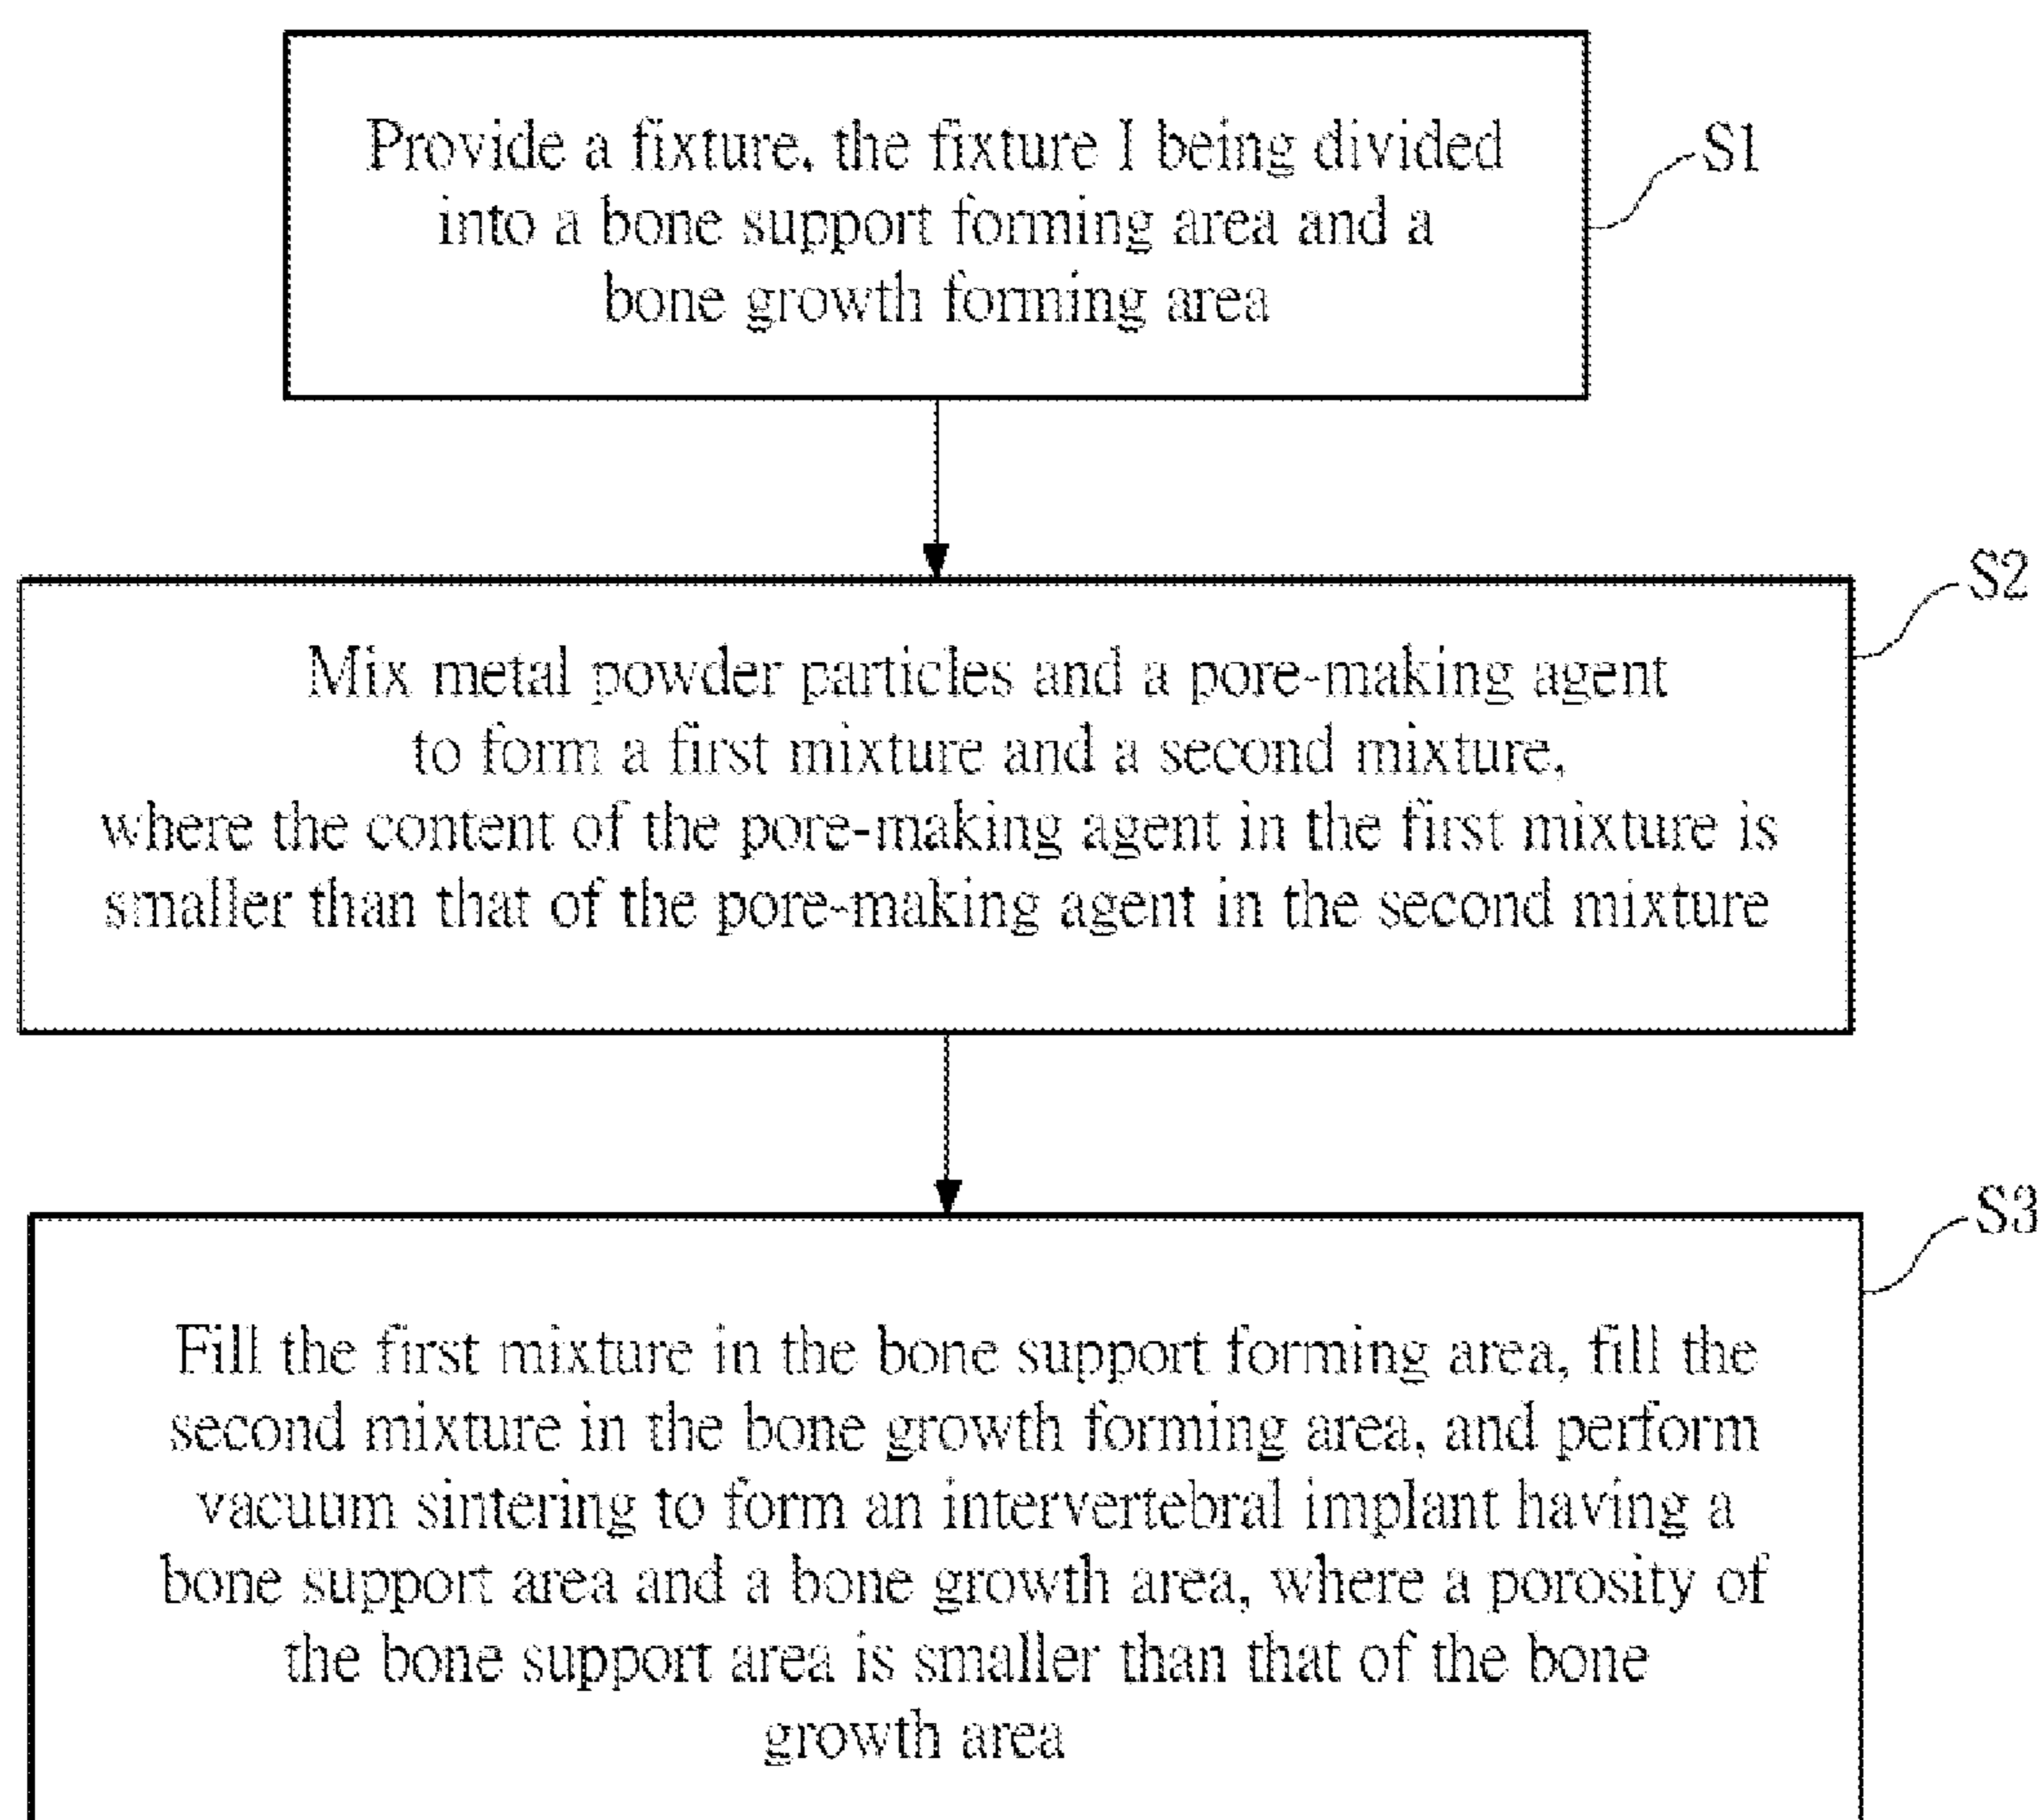 Provide a fixture, the fixture I being divided
into a bone support forming area and a
bone growth forming area
S1
Mix metal powder particles and a pore-making agent
to form a first mixture and a second mixture,
where the content of the pore-making agent in the first mixture is
smaller than that of the pore-making agent in the second mixture
S2
Fill the first mixture in the bone support forming area, fill the
second mixture in the bone growth forming area, and perform
vacuum sintering to form an intervertebral implant having a
bone support area and a bone growth area, where a porosity of
the bone support area is smaller than that of the bone
growth area
S3